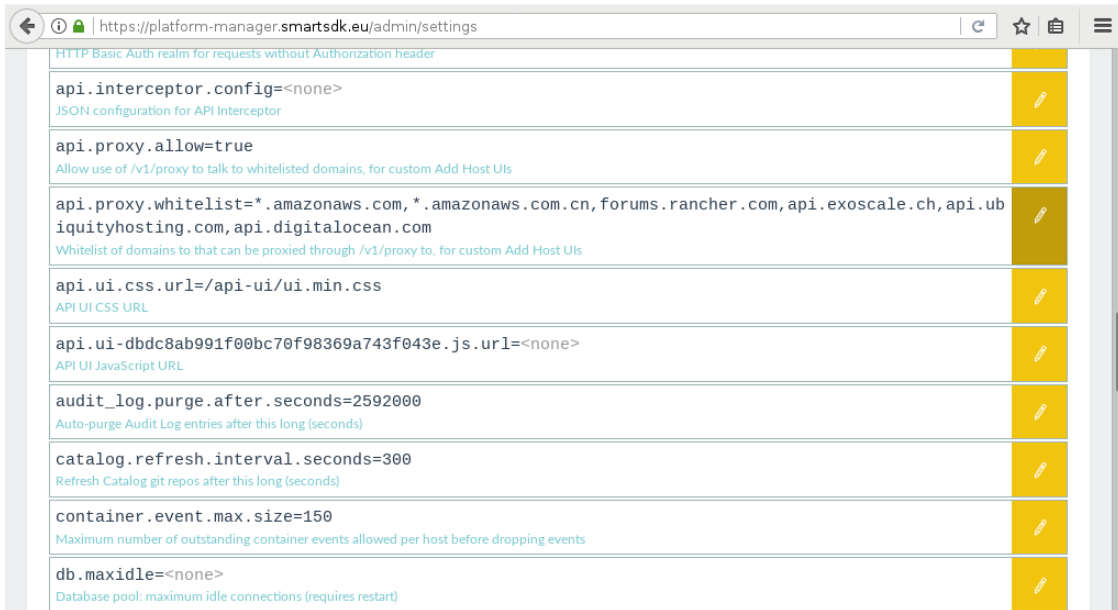 https://platform-manager.smartsdk.eu/admin/settings
HTTP Basic Auth realm for requests without Authorization header
api.interceptor.config=<none>
JSON configuration for API Interceptor
api.proxy.allow=true
Allow use of /v1/proxy to talk to whitelisted domains, for custom Add Host UIs
api.proxy.whitelist=*.amazonaws.com,*.amazonaws.com.cn,forums.rancher.com,api.exoscale.ch,api.ub
iquityhosting.com,api.digitalocean.com
Whitelist of domains to that can be proxied through /v1/proxy to, for custom Add Host UIs
api.ui.css.url=/api-ui/ui.min.css
API UI CSS URL
api.ui-dbdc8ab991f00bc70f98369a743f043e.js.url=<none>
API UI JavaScript URL
audit_log.purge.after.seconds=2592000
Auto-purge Audit Log entries after this long (seconds)
catalog.refresh.interval.seconds=300
Refresh Catalog git repos after this long (seconds)
container.event.max.size=150
Maximum number of outstanding container events allowed per host before dropping events
db.maxidle=<none>
Database pool: maximum idle connections (requires restart)